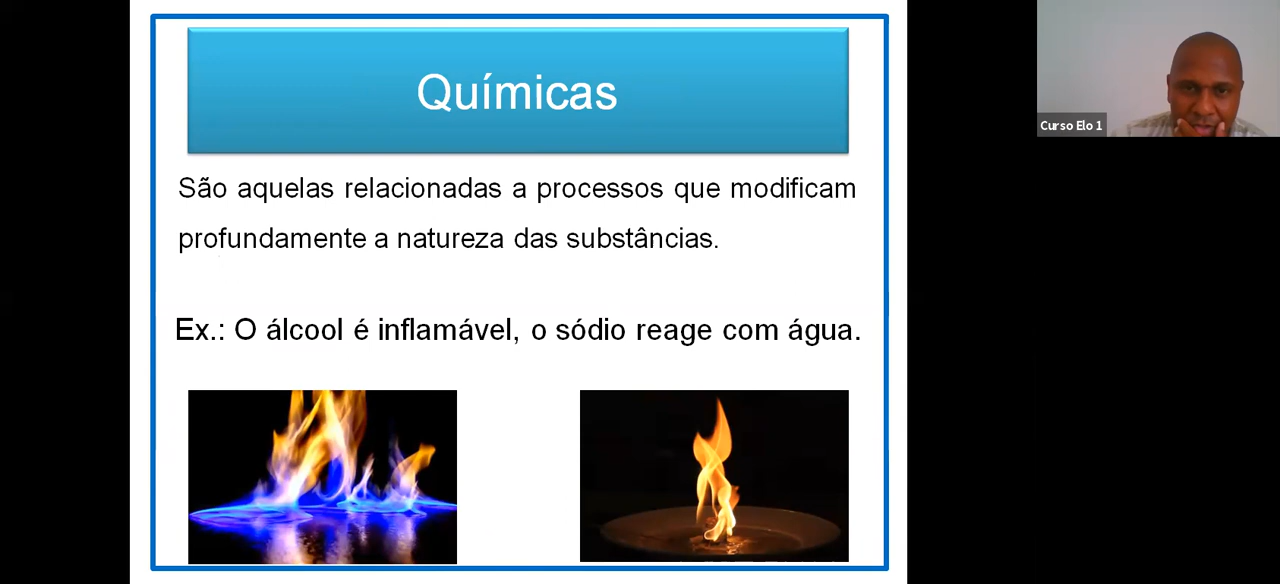 Químicas
São aquelas relacionadas a processos que modificam
profundamente a natureza das substâncias.
Ex.: O álcool é inflamável, o sódio reage com água.
Curso Elo 1